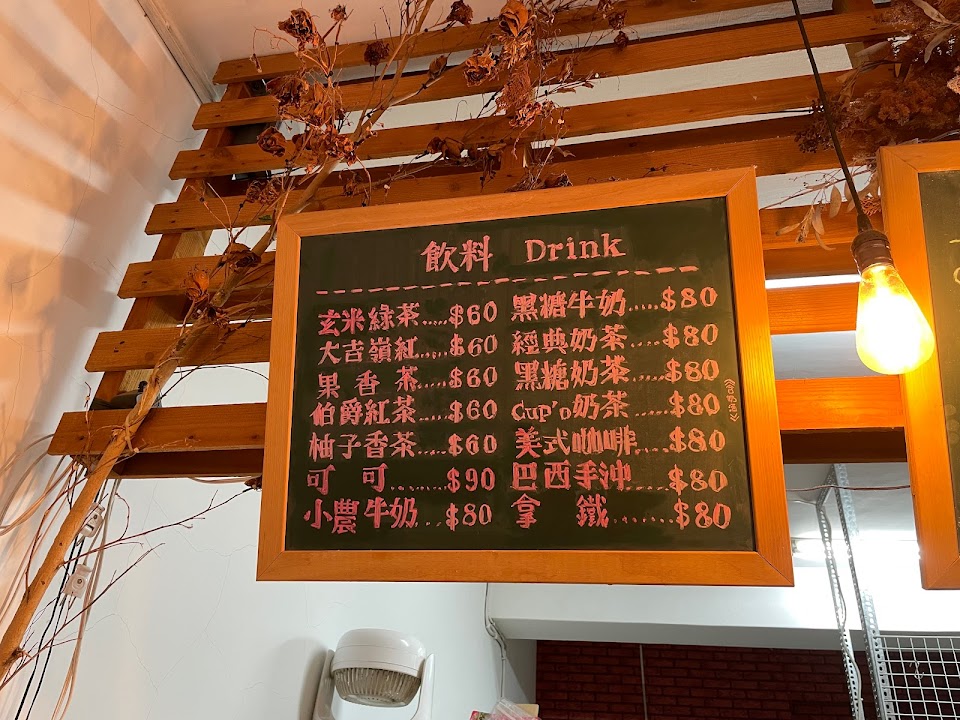 飲料 Drink
玄米綠茶......$60
大吉嶺紅......$60
果香茶......$60
伯爵紅茶......$60
柚子香茶......$60
可可.........$90
小農牛奶...$80
黑糖牛奶.....$80
經典奶茶......$80
黑糖奶茶......$80
Cup'o奶茶......$80
美式咖啡.....$80
巴西手沖......$80
拿鐵........$80